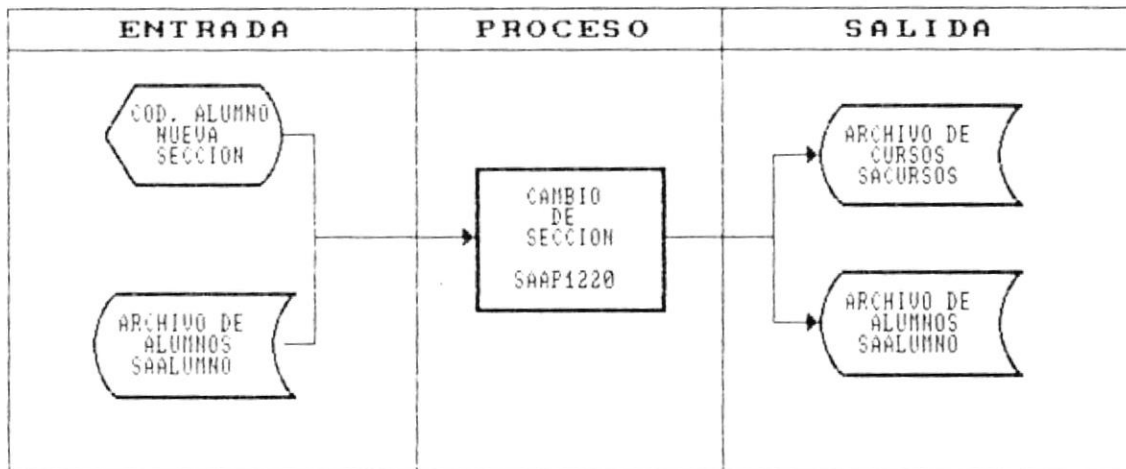 ENTRADA PROCESO SALIDA
COD. ALUMNO
NUEVA
SECCION
ARCHIVO DE
ALUMNOS
SAALUMNO
CAMBIO
DE
SECCION
SAAP1220
ARCHIVO DE
CURSOS
SACURSOS
ARCHIVO DE
ALUMNOS
SAALUMNO